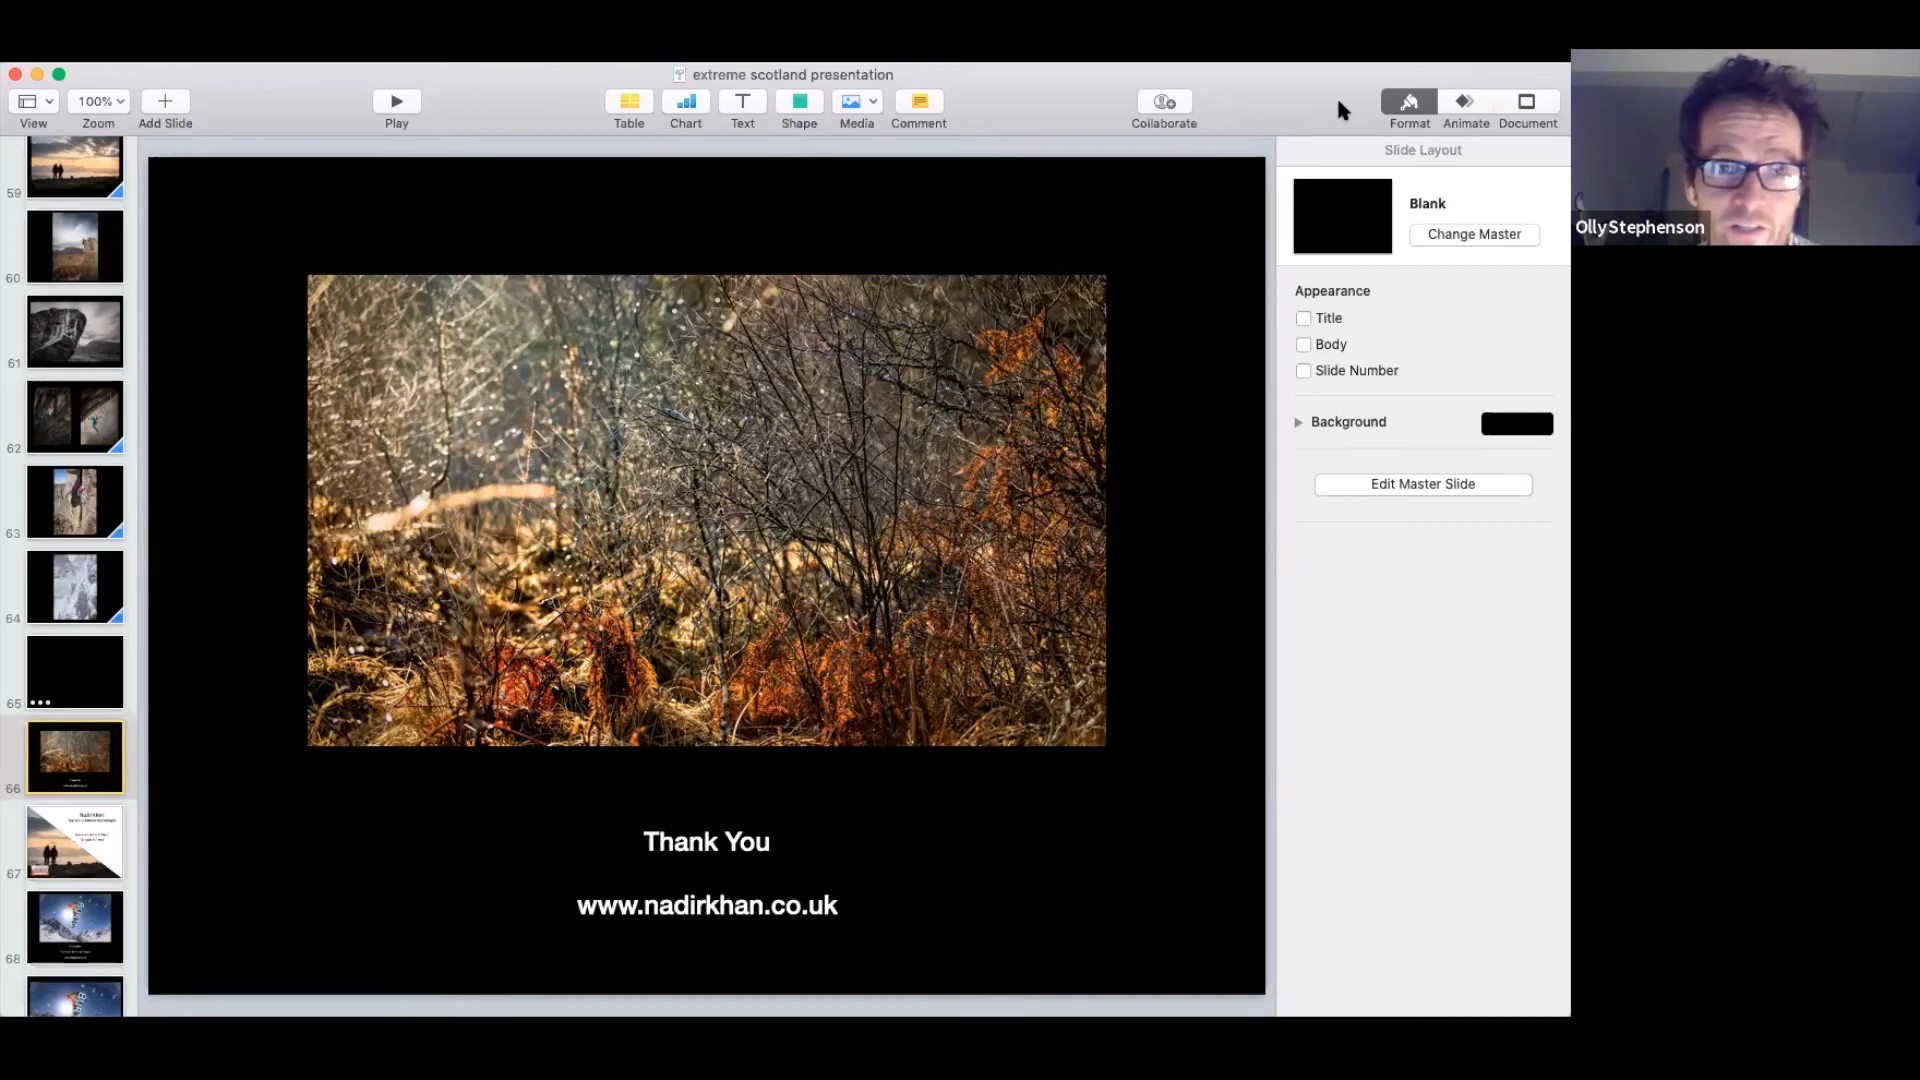 extreme scotland presentation
100%
View
Zoom
Add Slide
Play
Table
Chart
Text
Shape
Media
Comment
Collaborate
Format
Animate
Document
Slide Layout
Blank
Change Master
Appearance
Title
Body
Slide Number
Background
Edit Master Slide
59
60
61
62
63
64
65
66
67
68
Thank You
www.nadirkhan.co.uk
OllyStephenson